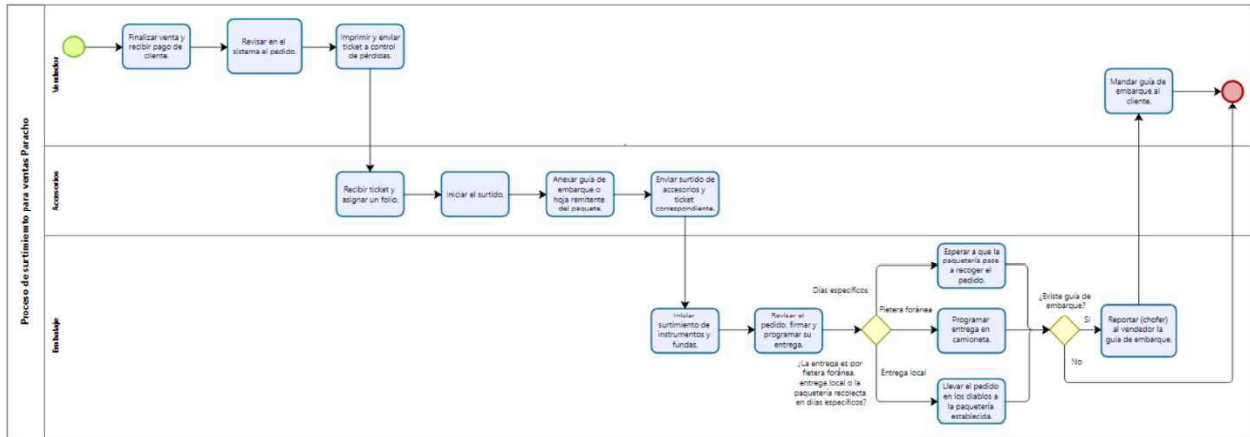 Proceso de surtimiemto para ventas Paracho
Vendedor
Finalizar venta y
recibir pago de
cliente.
Revisar en el
sistema el pedido.
Imprimir y enviar
ticket a control
de pérdidas.
Mandar guía de
embarque al
cliente.
Accesorios
Recibir ticket y
asignar un folio.
Iniciar el surtido.
Anexar guía de
embarque o
hoja remitente
del paquete.
Enviar surtido de
accesorios y
ticket
correspondiente.
Embalaje
Iniciar
surtimiento de
instrumentos y
fundas.
Revisar el
pedido, firmar y
programar su
entrega.
¿La entrega es por
fletera foránea,
entrega local o la
paquetería recolecta
en días específicos?
Días específicos
Fletera foránea
Entrega local
Esperar a que la
paquetería pase
a recoger el
pedido.
Programar
entrega en
camioneta.
Llevar el pedido
en los diablos a
la paquetería
establecida.
¿Existe guía de
embarque?
Si
No
Reportar (chofer)
al vendedor la
guía de embarque.